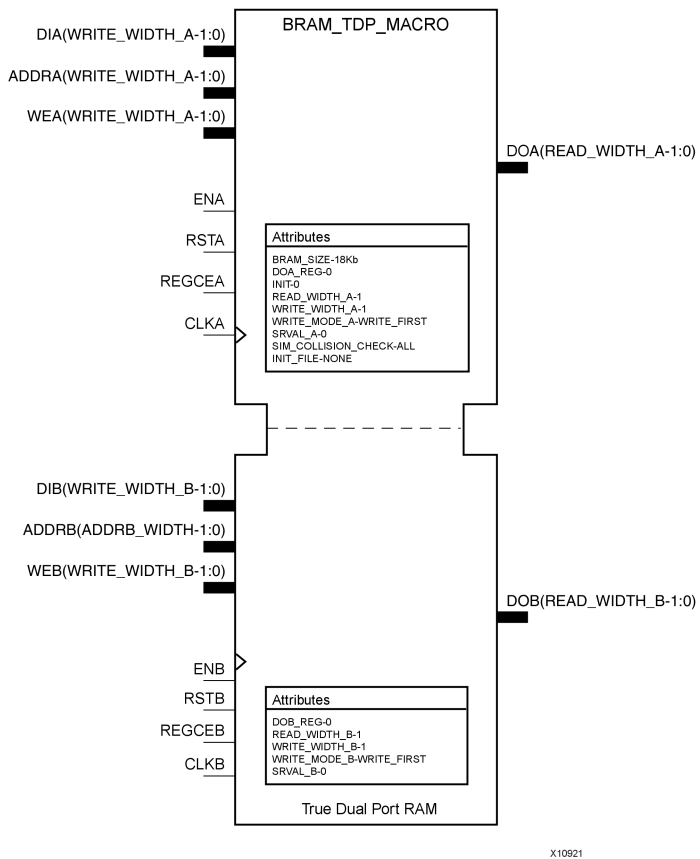 BRAM_TDP_MACRO
DIA(WRITE_WIDTH_A-1:0)
ADDRA(WRITE_WIDTH_A-1:0)
WEA(WRITE_WIDTH_A-1:0)
DOA(READ_WIDTH_A-1:0)
ENA
RSTA
REGCEA
CLKA
Attributes
BRAM_SIZE-18Kb
DOA_REG-0
INIT-0
READ_WIDTH_A-1
WRITE_WIDTH_A-1
WRITE_MODE_A-WRITE_FIRST
SRVAL_A-0
SIM_COLLISION_CHECK-ALL
INIT_FILE-NONE
DIB(WRITE_WIDTH_B-1:0)
ADDRB(ADDRB_WIDTH-1:0)
WEB(WRITE_WIDTH_B-1:0)
DOB(READ_WIDTH_B-1:0)
ENB
RSTB
REGCEB
CLKB
Attributes
DOB_REG-0
READ_WIDTH_B-1
WRITE_WIDTH_B-1
WRITE_MODE_B-WRITE_FIRST
SRVAL_B-0
True Dual Port RAM
X10921